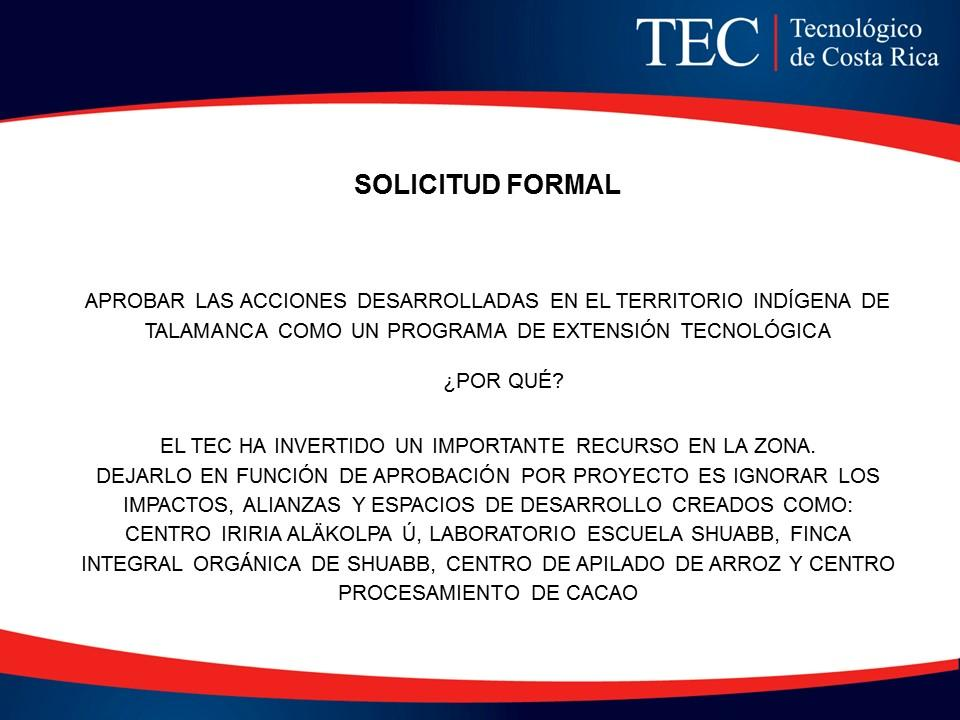 TEC | Tecnológico
de Costa Rica
SOLICITUD FORMAL
APROBAR LAS ACCIONES DESARROLLADAS EN EL TERRITORIO INDÍGENA DE
TALAMANCA COMO UN PROGRAMA DE EXTENSIÓN TECNOLÓGICA
¿POR QUÉ?
EL TEC HA INVERTIDO UN IMPORTANTE RECURSO EN LA ZONA.
DEJARLO EN FUNCIÓN DE APROBACIÓN POR PROYECTO ES IGNORAR LOS
IMPACTOS, ALIANZAS Y ESPACIOS DE DESARROLLO CREADOS COMO:
CENTRO IRIRIA ALÄKOLPA Ú, LABORATORIO ESCUELA SHUABB, FINCA
INTEGRAL ORGÁNICA DE SHUABB, CENTRO DE APILADO DE ARROZ Y CENTRO
PROCESAMIENTO DE CACAO